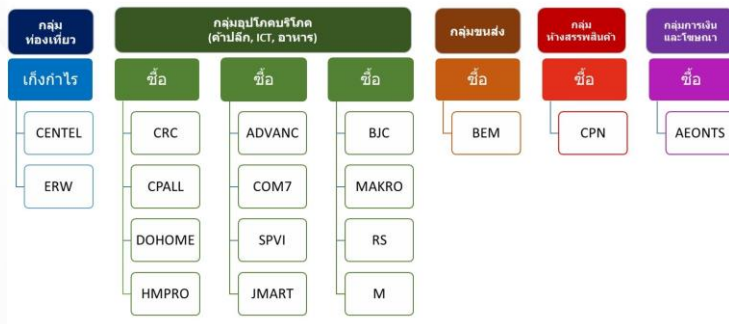 กลุ่ม
ท่องเที่ยว
กลุ่มอุปโภคบริโภค
(ค้าปลีก, ICT, อาหาร)
กลุ่มขนส่ง
กลุ่ม
ห้างสรรพสินค้า
กลุ่มการเงิน
และโฆษณา
เก็งกำไร
ซื้อ
ซื้อ
ซื้อ
ซื้อ
ซื้อ
ซื้อ
CENTEL
CRC
ADVANC
BJC
BEM
CPN
AEONTS
ERW
CPALL
COM7
MAKRO
DOHOME
SPVI
RS
HMPRO
JMART
M